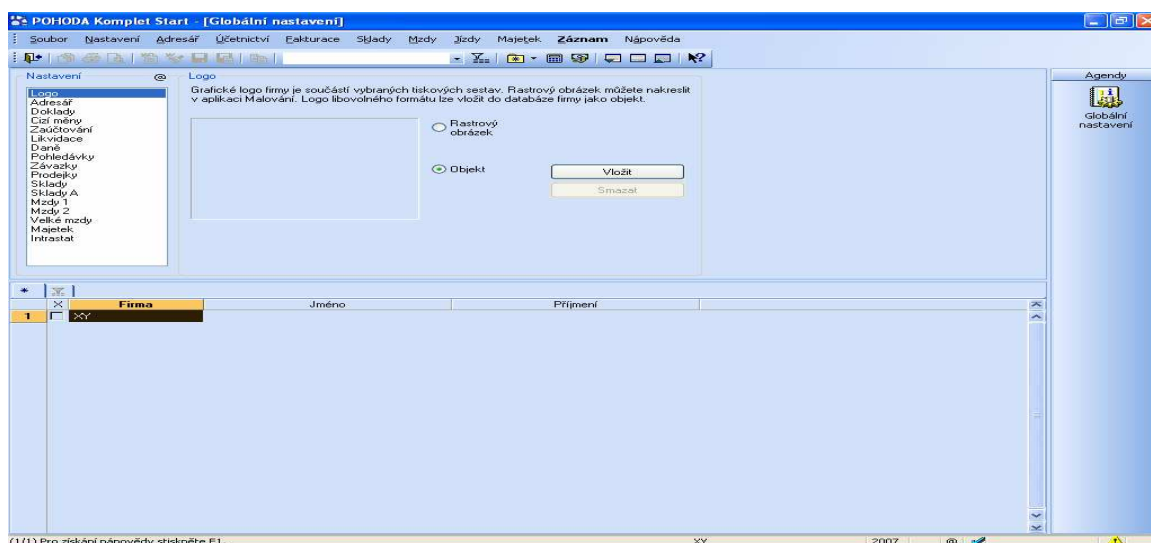 POHODA Komplet Start - [Globální nastavení]
Soubor Nastavení Adresář Účetnictví Fakturace Sklady Mzdy Jízdy Majetek Záznam Nápověda
Nastavení @
Logo
Adresář
Doklady
Cizí měny
Zaúčtování
Likvidace
Daně
Pohledávky
Závazky
Prodejky
Sklady
Sklady A
Mzdy 1
Mzdy 2
Velké mzdy
Majetek
Intrastat
Logo
Grafické logo firmy je součástí vybraných tiskových sestav. Rastrový obrázek můžete nakreslit
v aplikaci Malování. Logo libovolného formátu lze vložit do databáze firmy jako objekt.
Rastrový
obrázek
Objekt
Vložit
Smazat
Agendy
Globální
nastavení
* 
X Firma Jméno Příjmení
1 XY
(1/1) Pro získání nápovědy stiskněte F1. XY 2007 @